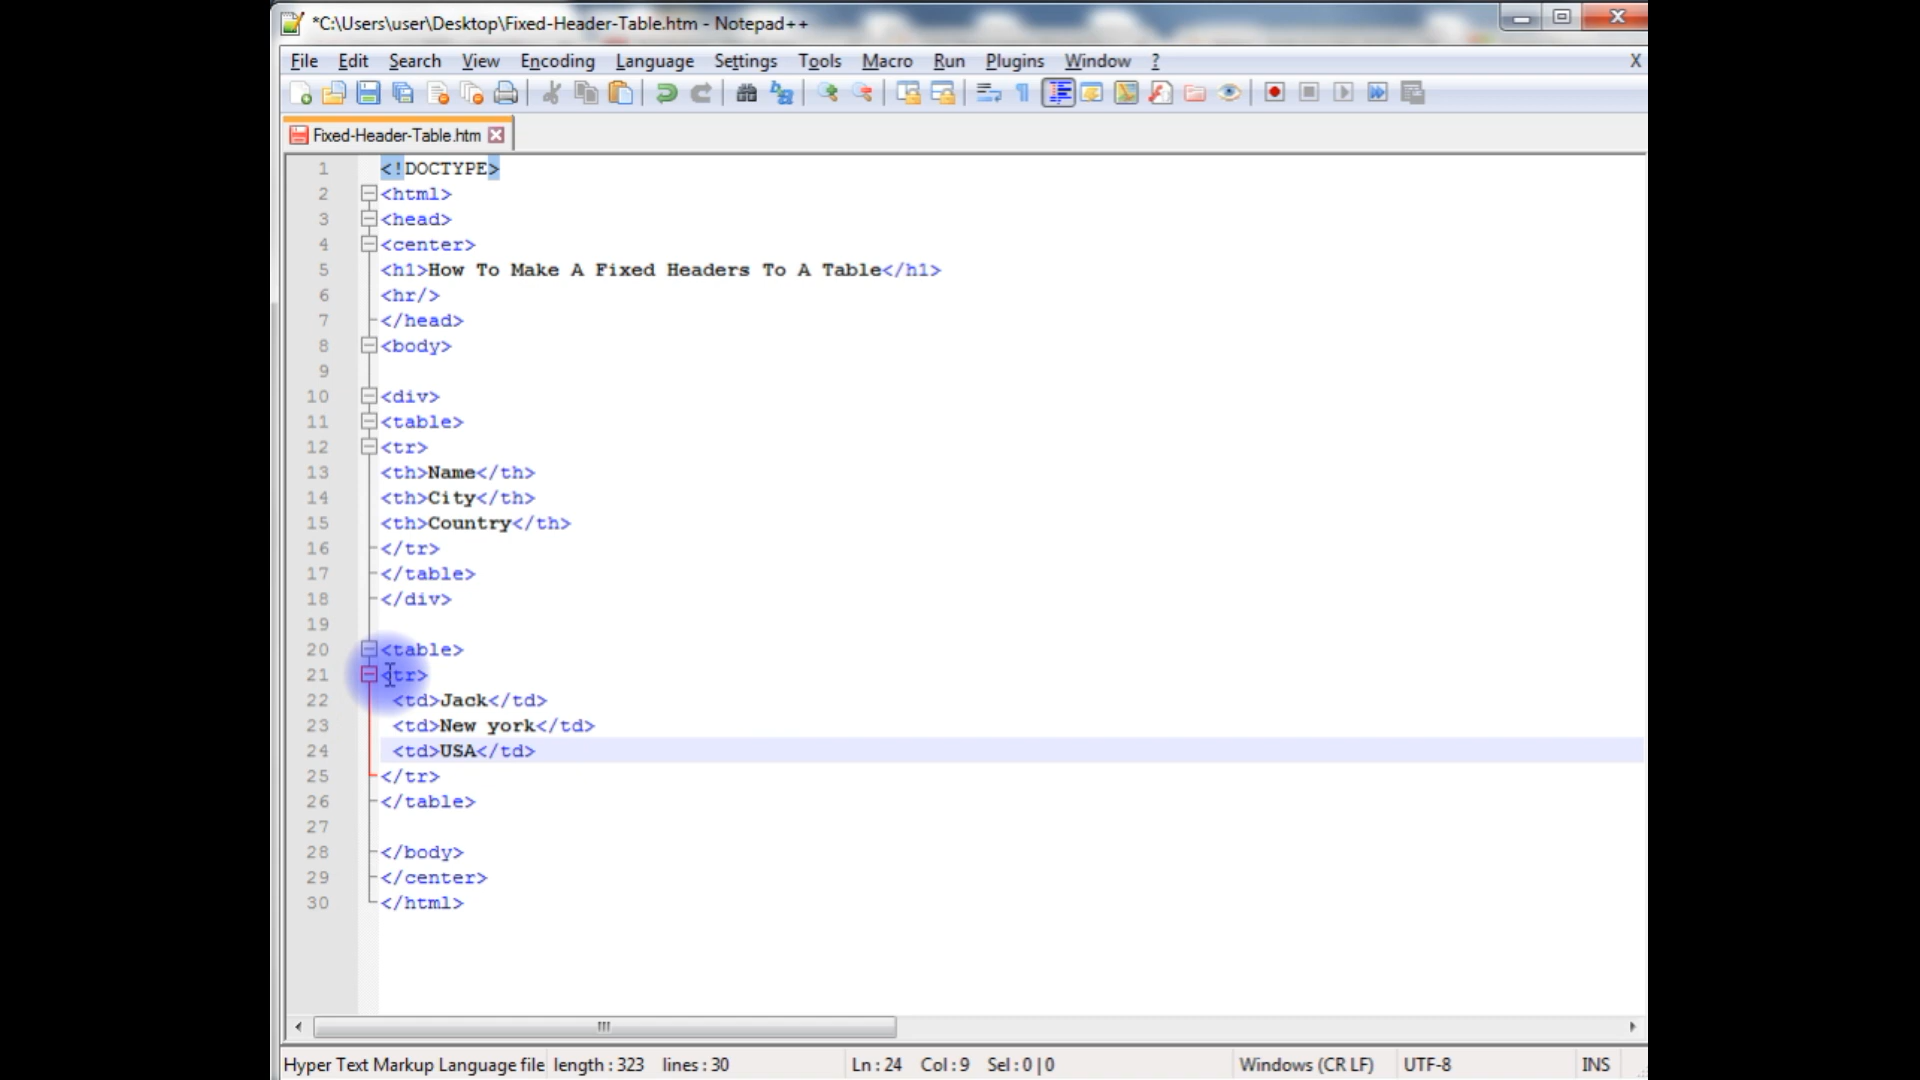 *C:\Users\user\Desktop\Fixed-Header-Table.htm - Notepad++
File Edit Search View Encoding Language Settings Tools Macro Run Plugins Window ? X
Fixed-Header-Table.htm
1 <!DOCTYPE>
2 <html>
3 <head>
4 <center>
5 <h1>How To Make A Fixed Headers To A Table</h1>
6 <hr/>
7 </head>
8 <body>
9
10 <div>
11 <table>
12 <tr>
13 <th>Name</th>
14 <th>City</th>
15 <th>Country</th>
16 </tr>
17 </table>
18 </div>
19
20 <table>
21 <tr>
22 <td>Jack</td>
23 <td>New york</td>
24 <td>USA</td>
25 </tr>
26 </table>
27
28 </body>
29 </center>
30 </html>
Hyper Text Markup Language file length : 323 lines : 30 Ln : 24 Col : 9 Sel : 0 | 0 Windows (CR LF) UTF-8 INS